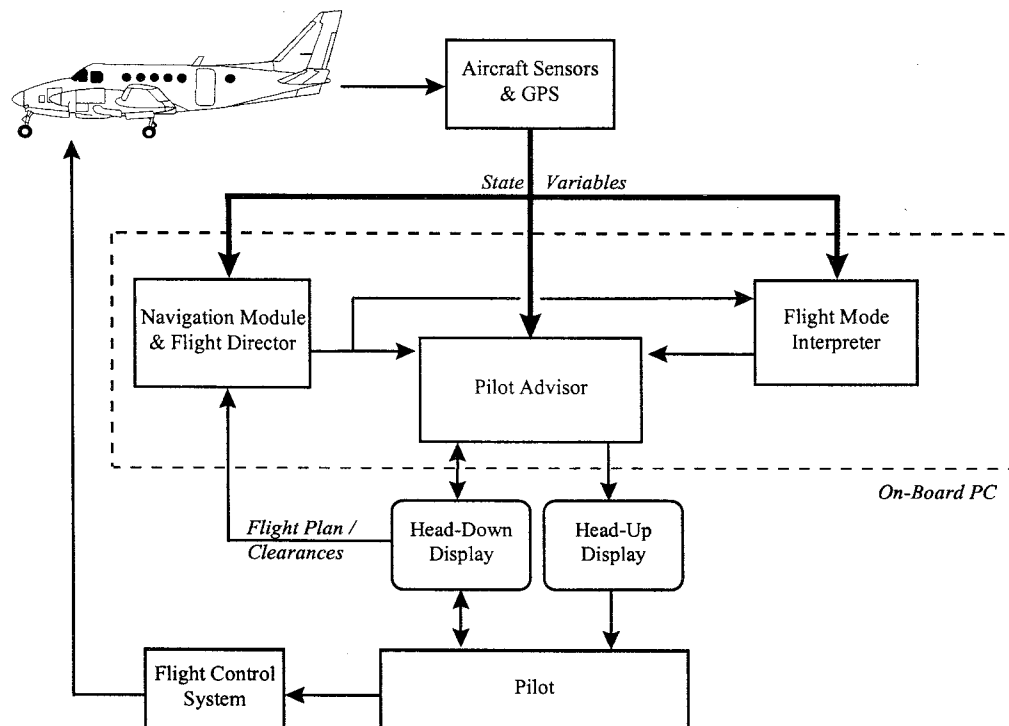 Aircraft Sensors
& GPS
State Variables
Navigation Module
& Flight Director
Flight Mode
Interpreter
Pilot Advisor
On-Board PC
Flight Plan /
Clearances
Head-Down
Display
Head-Up
Display
Flight Control
System
Pilot